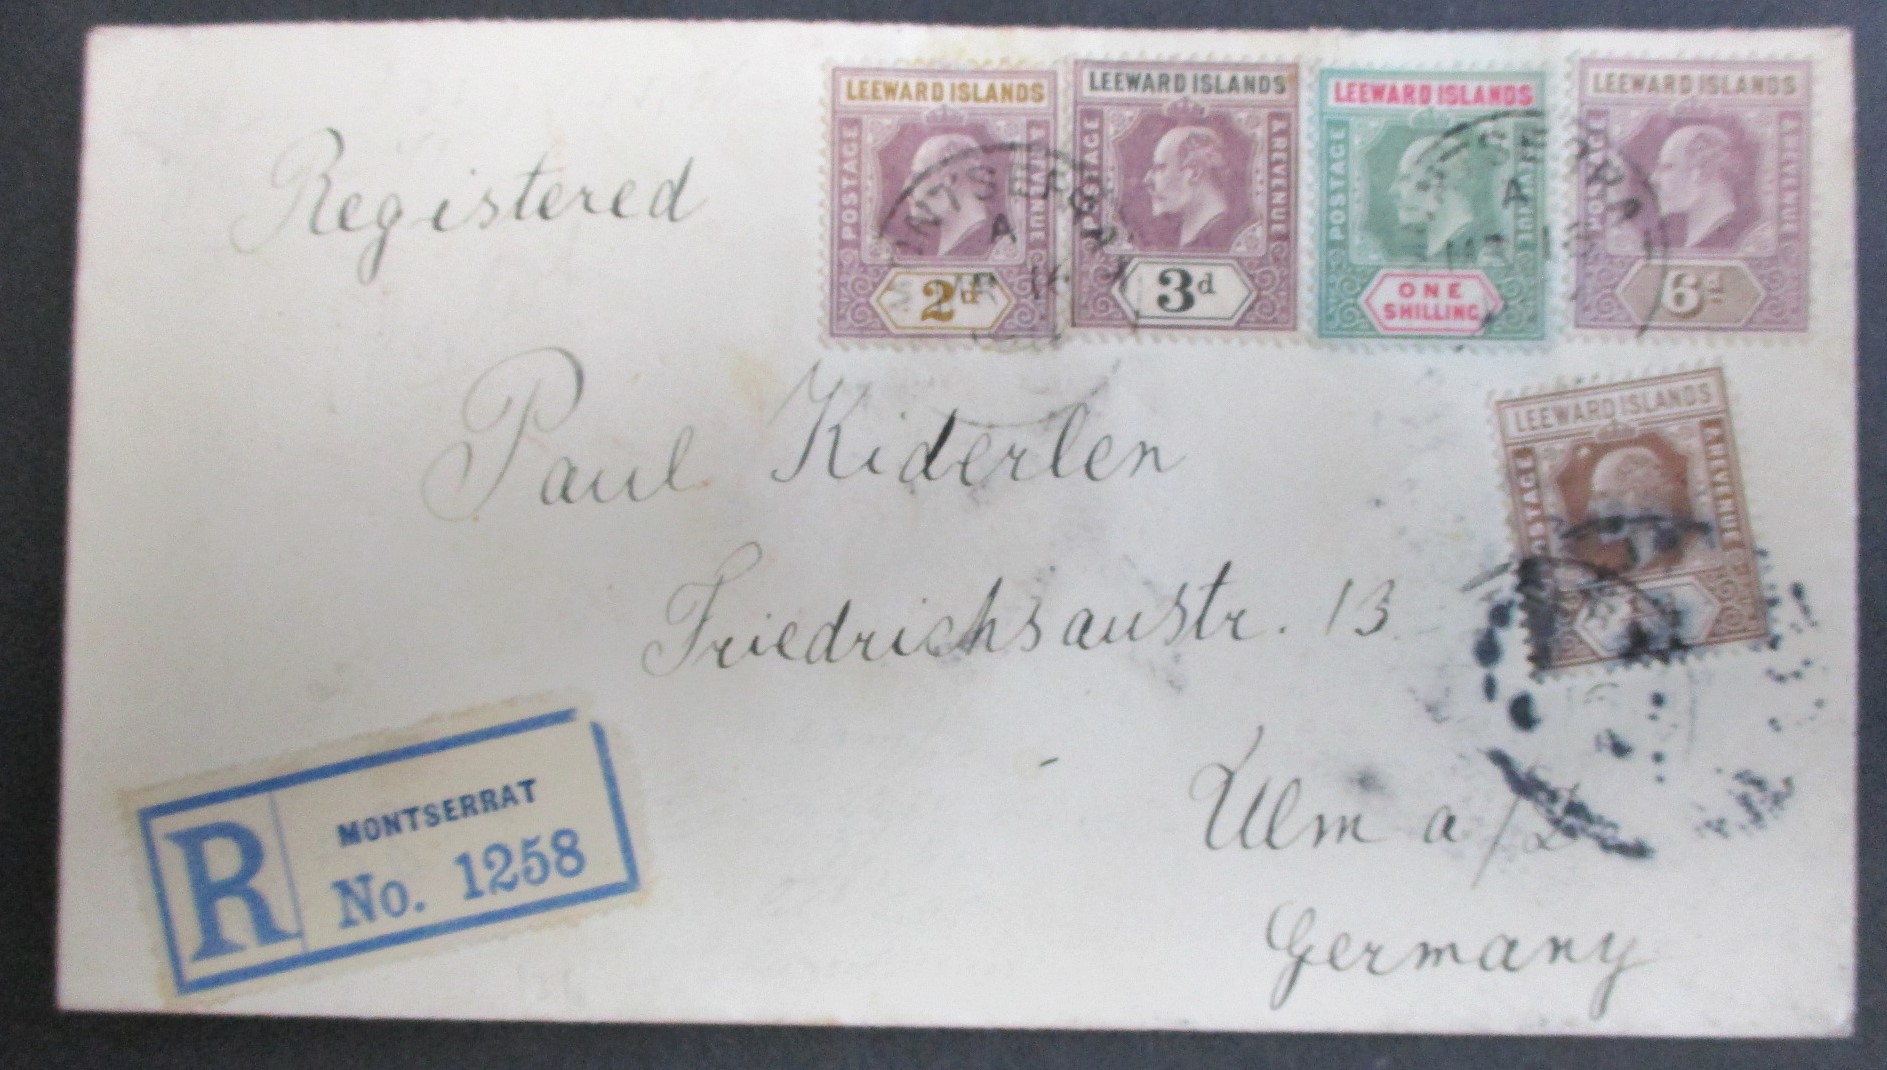 LEEWARD ISLANDS
POSTAGE
& REVENUE
2d
LEEWARD ISLANDS
POSTAGE
& REVENUE
3d
LEEWARD ISLANDS
POSTAGE
& REVENUE
ONE
SHILLING
LEEWARD ISLANDS
POSTAGE
& REVENUE
6d
LEEWARD ISLANDS
POSTAGE
& REVENUE
Registered
Paul Kiderlen
Friedrichsaustr. 13
Ulm a/D
Germany
R
MONTSERRAT
No. 1258